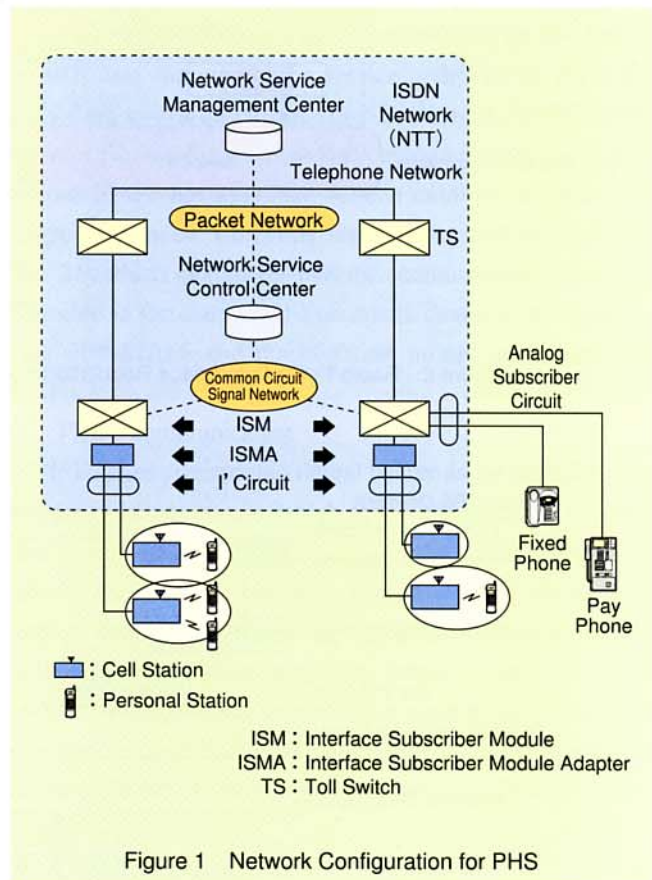 Network Service
Management Center
ISDN
Network
(NTT)
Telephone Network
Packet Network
TS
Network Service
Control Center
Analog
Subscriber
Circuit
Common Circuit
Signal Network
ISM
ISMA
I' Circuit
Fixed
Phone
Pay
Phone
: Cell Station
: Personal Station
ISM : Interface Subscriber Module
ISMA : Interface Subscriber Module Adapter
TS : Toll Switch
Figure 1 Network Configuration for PHS